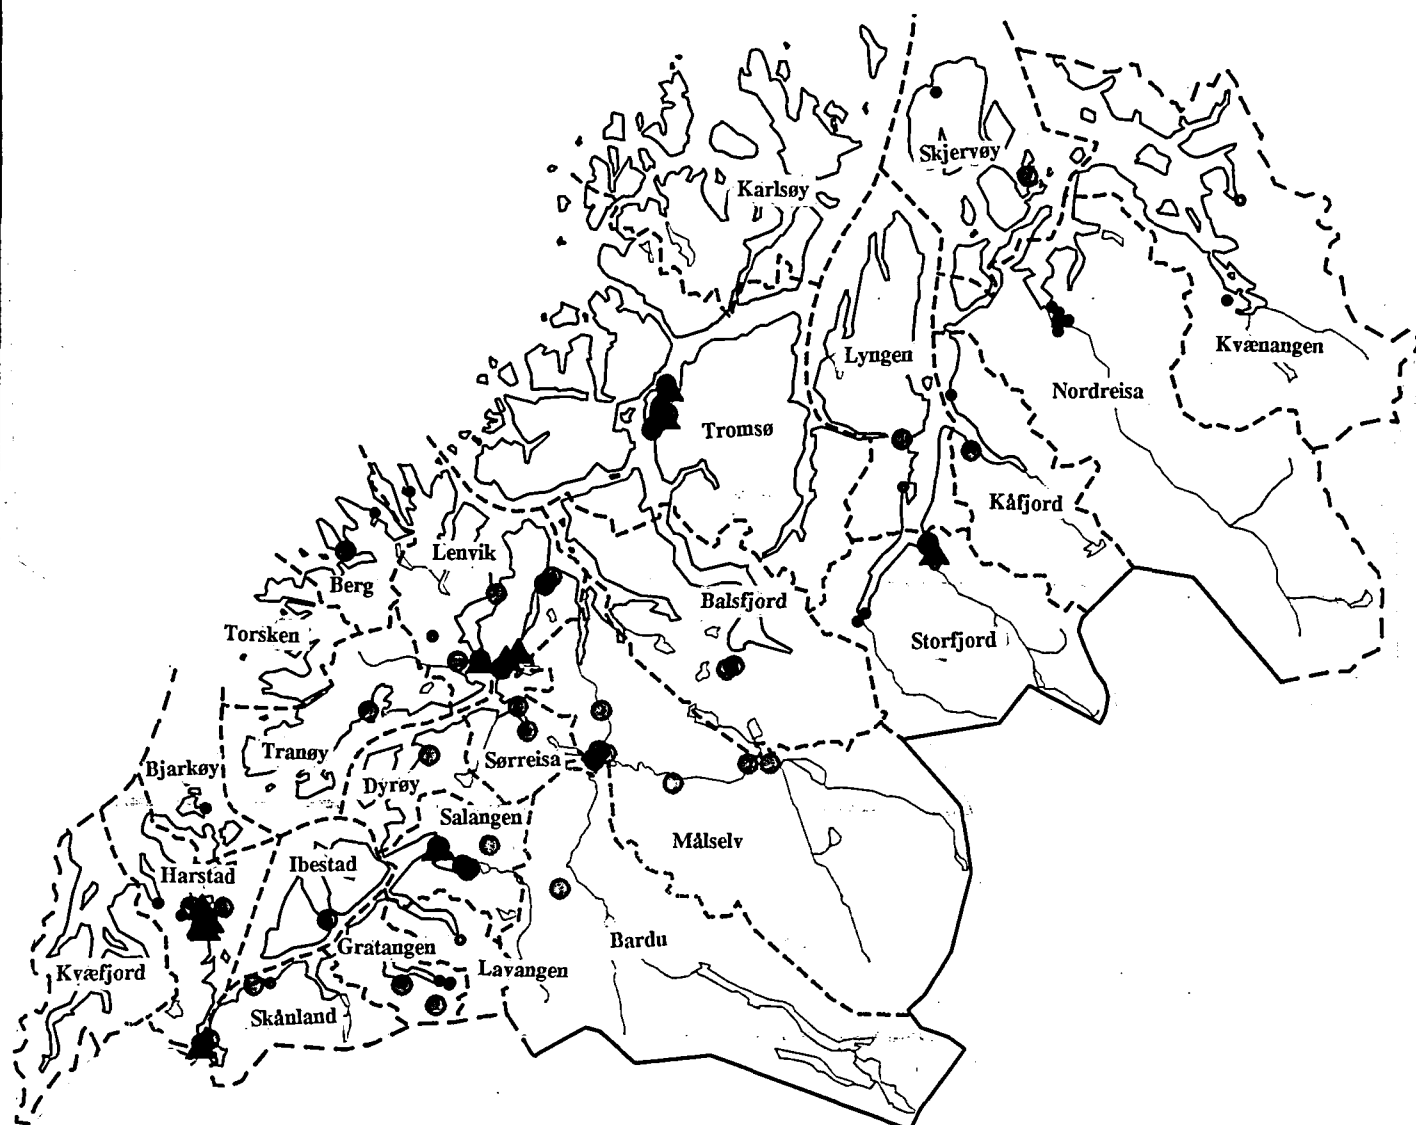 Skjervøy
Karlsøy
Kvænangen
Lyngen
Nordreisa
Tromsø
Kåfjord
Lenvik
Berg
Balsfjord
Torsken
Storfjord
Tranøy
Sørreisa
Bjarkøy
Dyrøy
Salangen
Målselv
Ibestad
Harstad
Bardu
Gratangen
Lavangen
Kvæfjord
Skånland